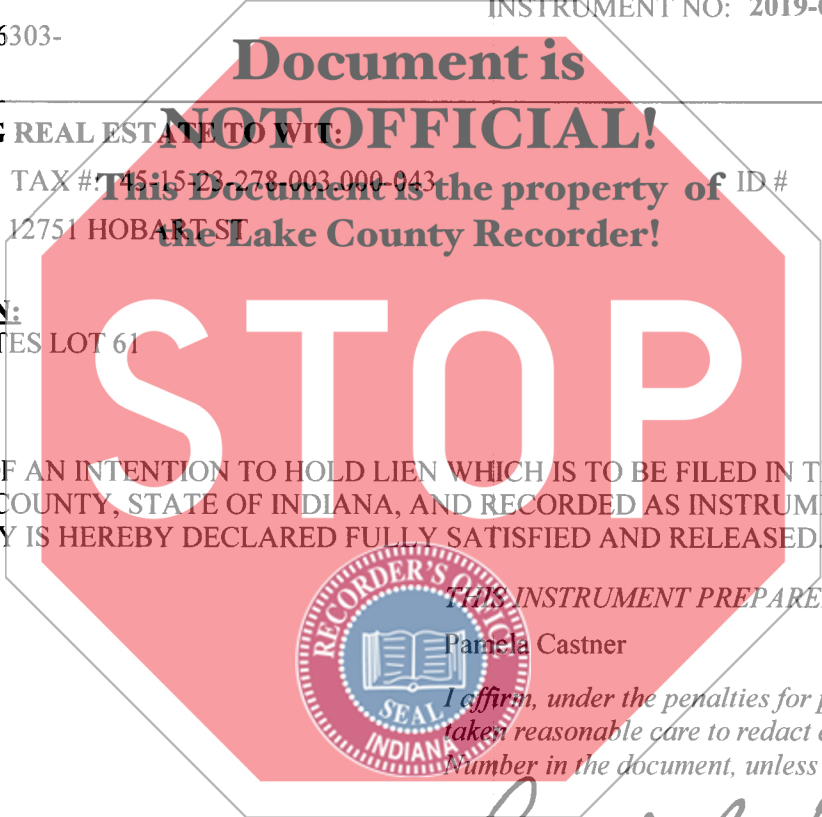 INSTRUMENT NO: 2019-0
6303-
Document is
NOT OFFICIAL!
G REAL ESTATE TO WIT:
TAX #: 45-15-23-278-003.000-043 ID #
This Document is the property of
12751 HOBART ST
the Lake County Recorder!
N:
TES LOT 61
STOP
F AN INTENTION TO HOLD LIEN WHICH IS TO BE FILED IN T
COUNTY, STATE OF INDIANA, AND RECORDED AS INSTRUM
Y IS HEREBY DECLARED FULLY SATISFIED AND RELEASED.
RECORDER'S OFFICE
SEAL
INDIANA
THIS INSTRUMENT PREPARE
Pamela Castner
I affirm, under the penalties for p
taken reasonable care to redact e
Number in the document, unless